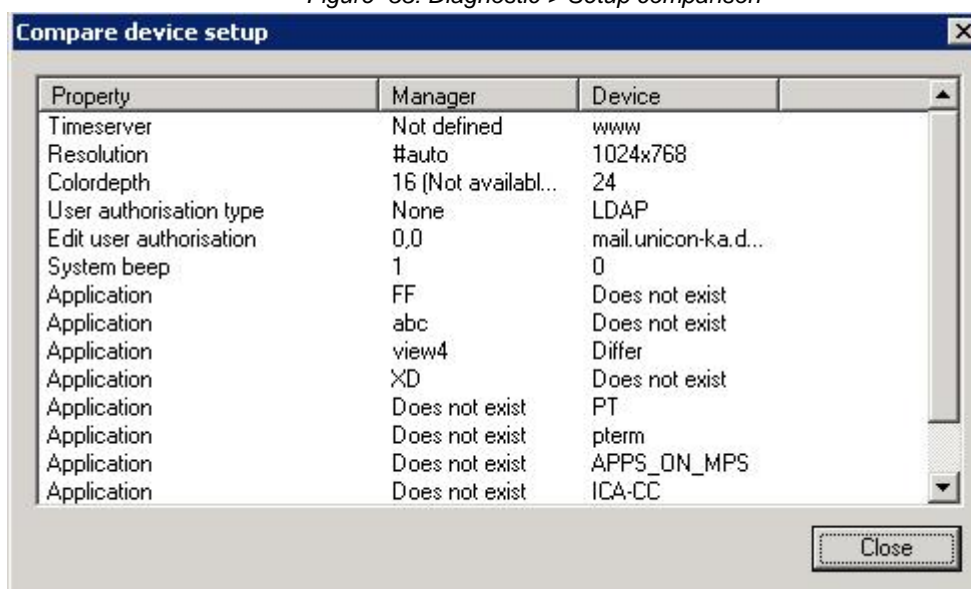 Figure 38: Diagnostic > Setup comparison
Compare device setup
Property Manager Device
Timeserver Not defined www
Resolution #auto 1024x768
Colordepth 16 (Not availabl... 24
User authorisation type None LDAP
Edit user authorisation 0,0 mail.unicon-ka.d...
System beep 1 0
Application FF Does not exist
Application abc Does not exist
Application view4 Differ
Application XD Does not exist
Application Does not exist PT
Application Does not exist pterm
Application Does not exist APPS_ON_MPS
Application Does not exist ICA-CC
Close